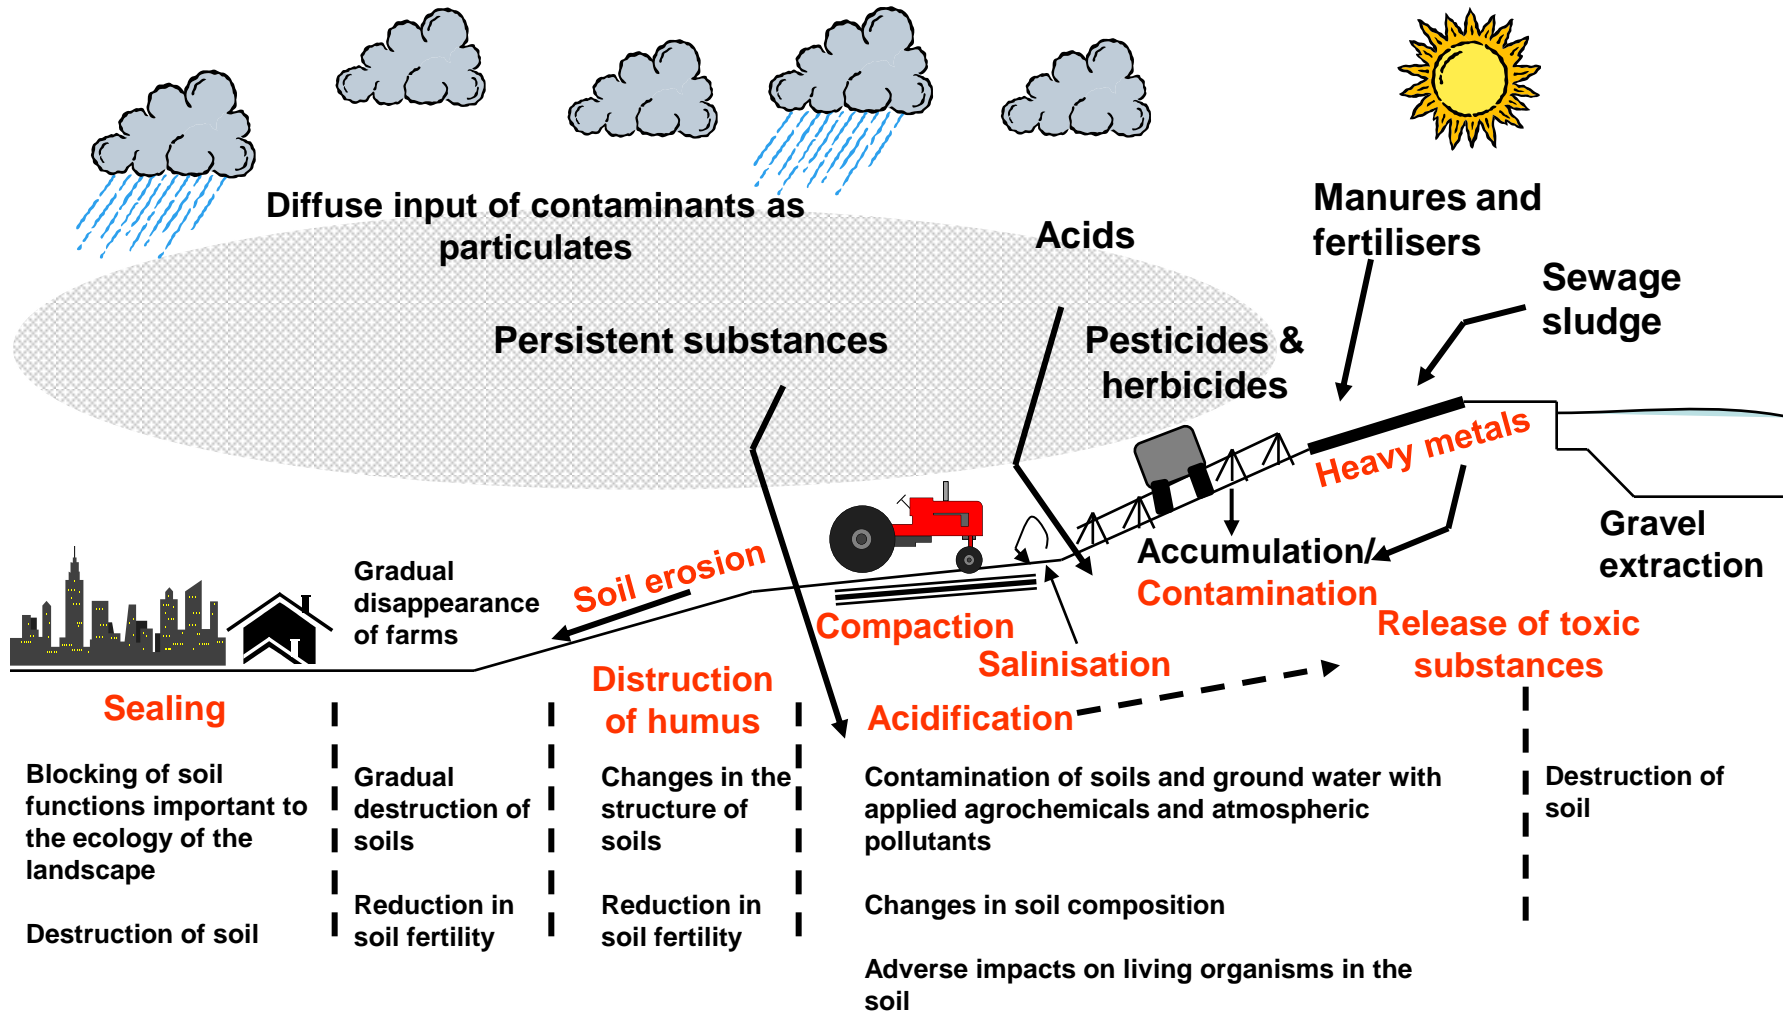 Diffuse input of contaminants as
particulates
Acids
Manures and
fertilisers
Sewage
sludge
Persistent substances
Pesticides &
herbicides
Heavy metals
Gravel
extraction
Accumulation/
Contamination
Gradual
disappearance
of farms
Soil erosion
Compaction
Salinisation
Release of toxic
substances
Sealing
Distruction
of humus
Acidification
Blocking of soil
functions important to
the ecology of the
landscape
Destruction of soil
Gradual
destruction of
soils
Reduction in
soil fertility
Changes in the
structure of
soils
Reduction in
soil fertility
Contamination of soils and ground water with
applied agrochemicals and atmospheric
pollutants
Changes in soil composition
Adverse impacts on living organisms in the
soil
Destruction of
soil